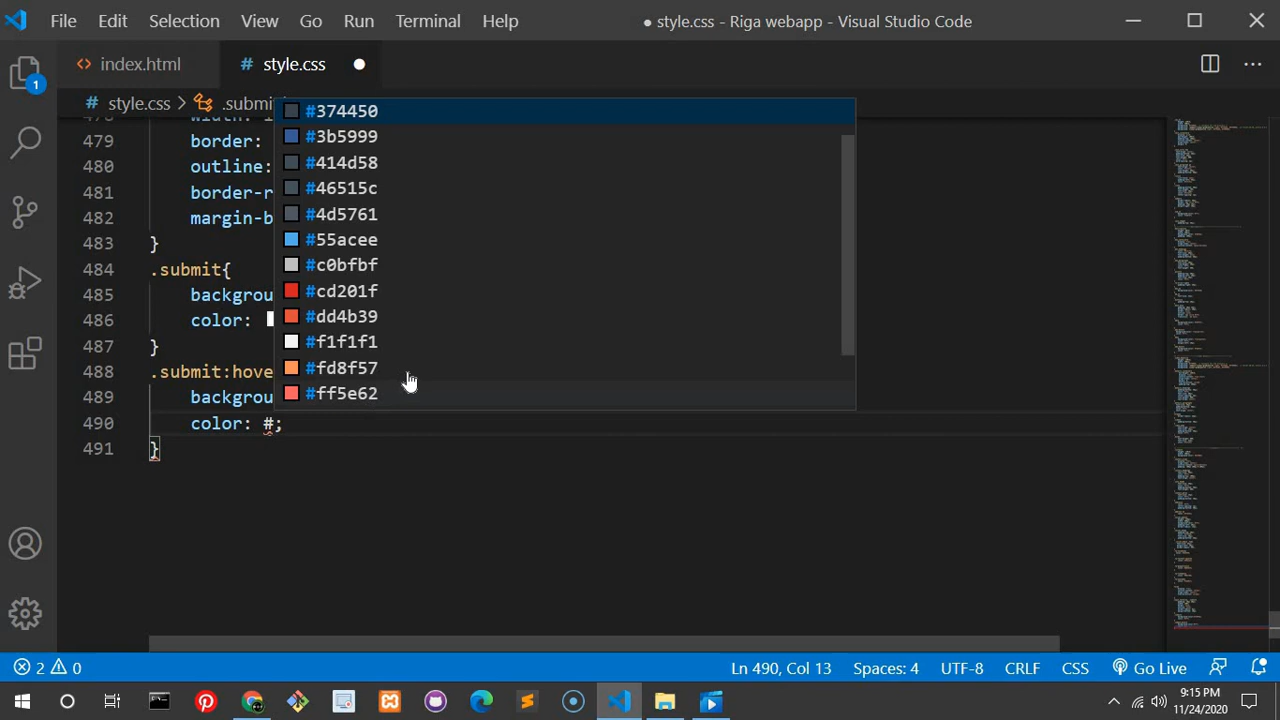 File Edit Selection View Go Run Terminal Help ● style.css - Riga webapp - Visual Studio Code
<> index.html # style.css ●
# style.css > .submi
#374450
479 border: #3b5999
480 outline: #414d58
481 border-r #46515c
482 margin-b #4d5761
483 } #55acee
484 .submit{ #c0bfbf
485 backgrou #cd201f
486 color: #dd4b39
487 } #f1f1f1
488 .submit:hove #fd8f57
489 backgrou #ff5e62
490 color: #;
491 }
1
2 0 Ln 490, Col 13 Spaces: 4 UTF-8 CRLF CSS Go Live
9:15 PM
11/24/2020